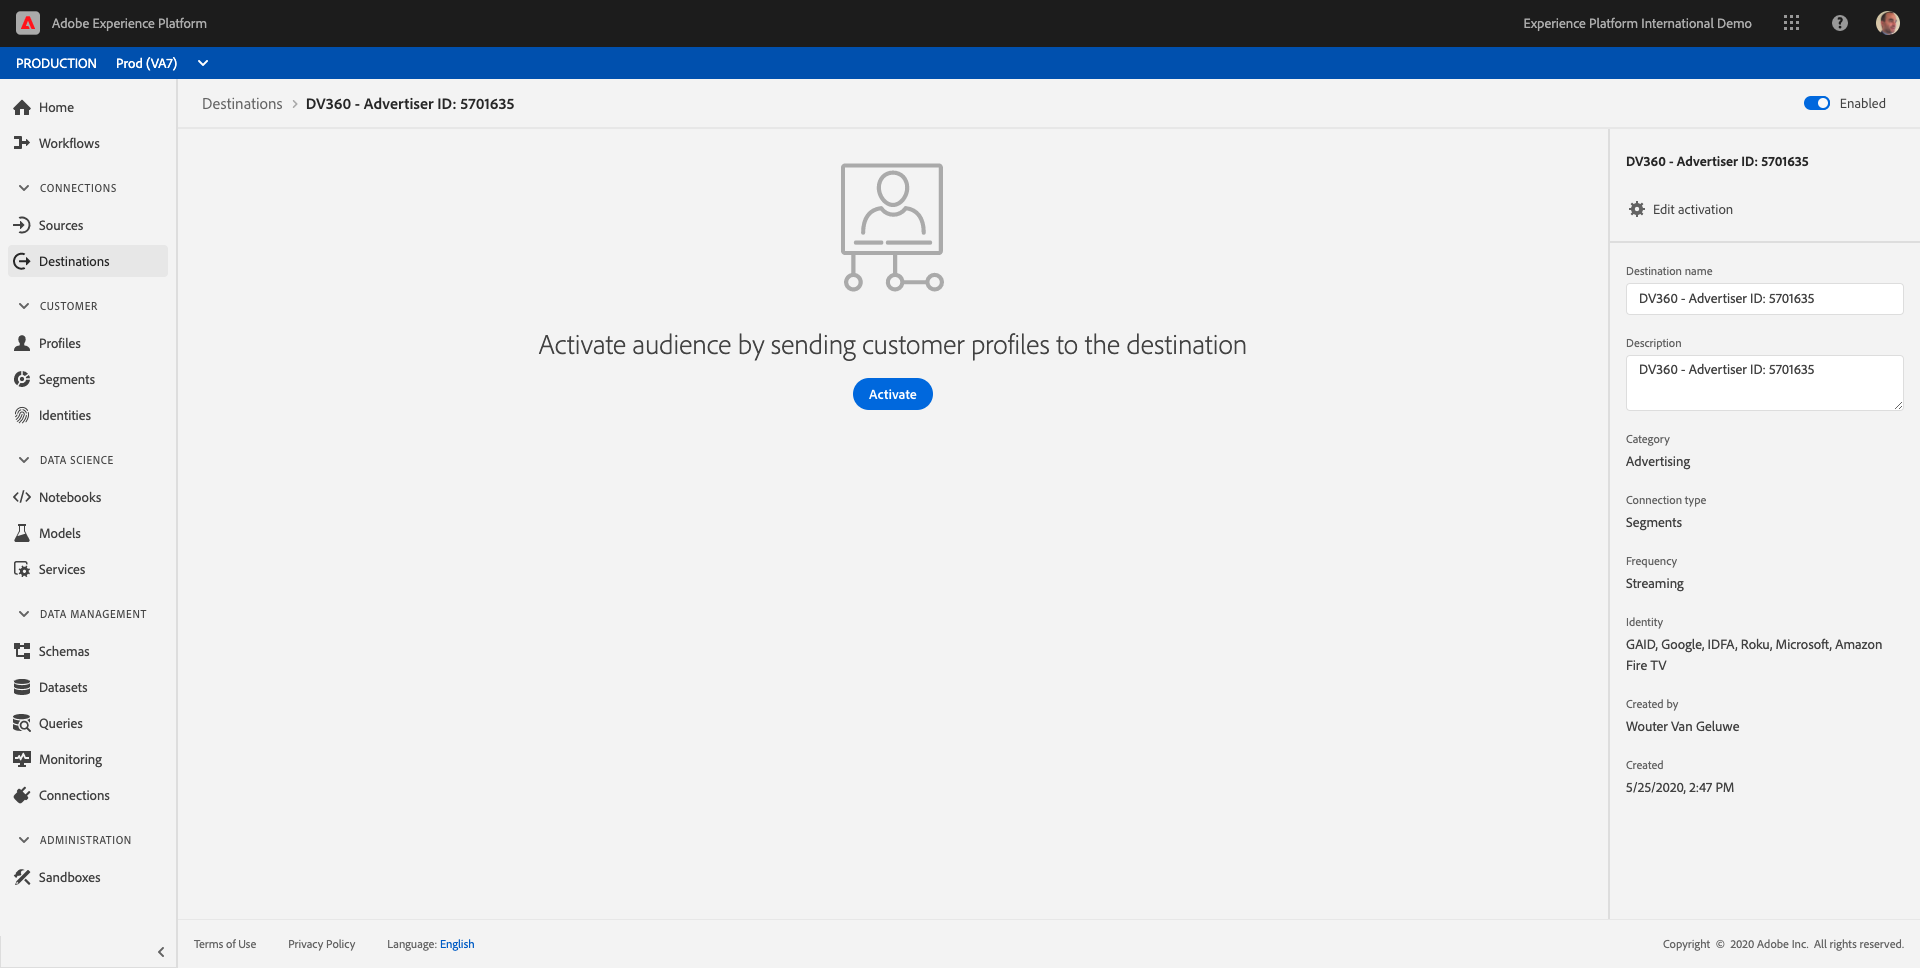 Adobe Experience Platform
Experience Platform International Demo
PRODUCTION Prod (VA7)
Home
Workflows
CONNECTIONS
Sources
Destinations
CUSTOMER
Profiles
Segments
Identities
DATA SCIENCE
Notebooks
Models
Services
DATA MANAGEMENT
Schemas
Datasets
Queries
Monitoring
Connections
ADMINISTRATION
Sandboxes
Destinations > DV360 - Advertiser ID: 5701635
Enabled
Activate audience by sending customer profiles to the destination
Activate
DV360 - Advertiser ID: 5701635
Edit activation
Destination name
DV360 - Advertiser ID: 5701635
Description
DV360 - Advertiser ID: 5701635
Category
Advertising
Connection type
Segments
Frequency
Streaming
Identity
GAID, Google, IDFA, Roku, Microsoft, Amazon
Fire TV
Created by
Wouter Van Geluwe
Created
5/25/2020, 2:47 PM
Terms of Use Privacy Policy Language: English
Copyright © 2020 Adobe Inc. All rights reserved.